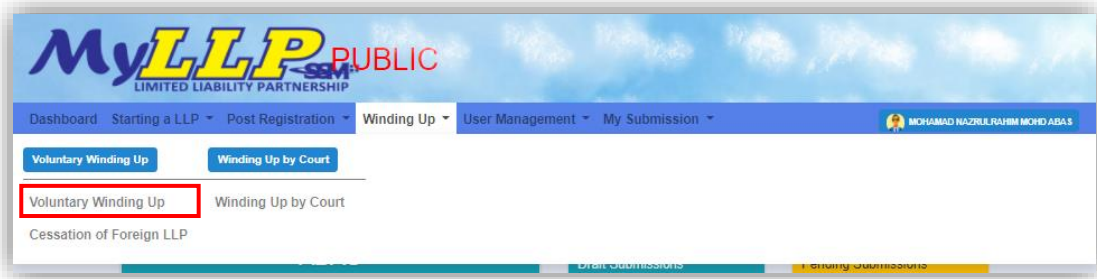 MyLLP SSM PUBLIC
LIMITED LIABILITY PARTNERSHIP
Dashboard Starting a LLP Post Registration Winding Up User Management My Submission MOHAMAD NAZRULRAHIM MOHD ABAS
Voluntary Winding Up Winding Up by Court
Voluntary Winding Up Winding Up by Court
Cessation of Foreign LLP
Draft Submissions Pending Submissions